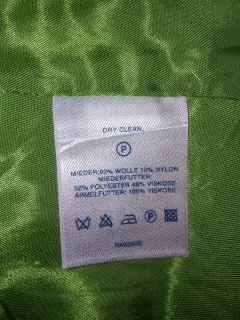 DRY CLEAN.
P
MIEDER: 90% WOLLE 10% NYLON
MIEDERFUTTER:
52% POLYESTER 48% VISKOSE
ÄRMELFUTTER: 100% VISKOSE
P